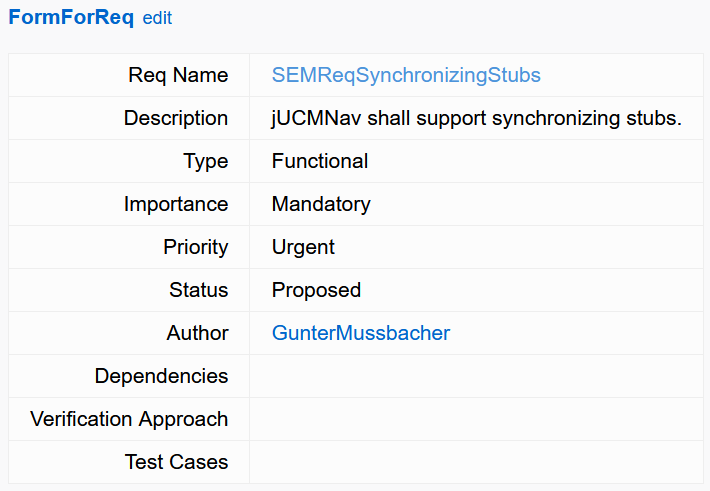 FormForReq edit
Req Name SEMReqSynchronizingStubs
Description jUCMNav shall support synchronizing stubs.
Type Functional
Importance Mandatory
Priority Urgent
Status Proposed
Author GunterMussbacher
Dependencies
Verification Approach
Test Cases